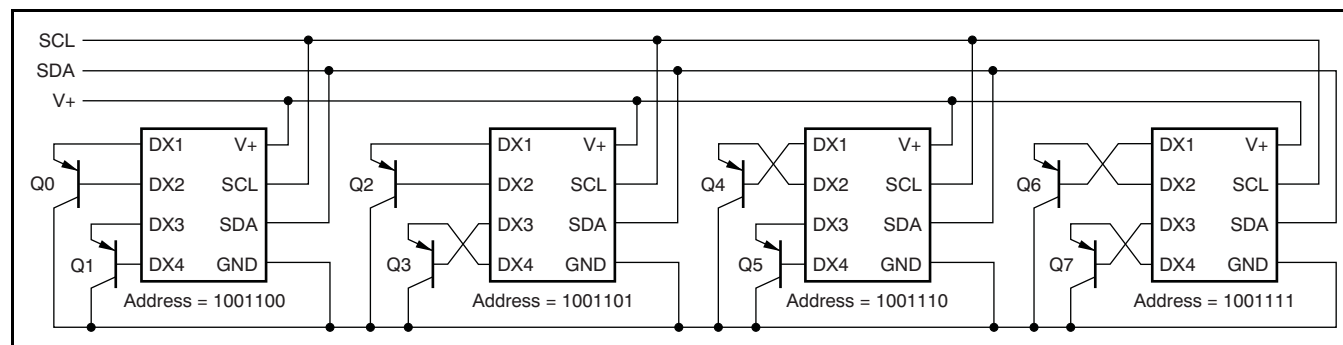 SCL
SDA
V+
DX1 V+
Q0 DX2 SCL
DX3 SDA
Q1 DX4 GND
Address = 1001100
DX1 V+
Q2 DX2 SCL
DX3 SDA
Q3 DX4 GND
Address = 1001101
DX1 V+
Q4 DX2 SCL
DX3 SDA
Q5 DX4 GND
Address = 1001110
DX1 V+
Q6 DX2 SCL
DX3 SDA
Q7 DX4 GND
Address = 1001111